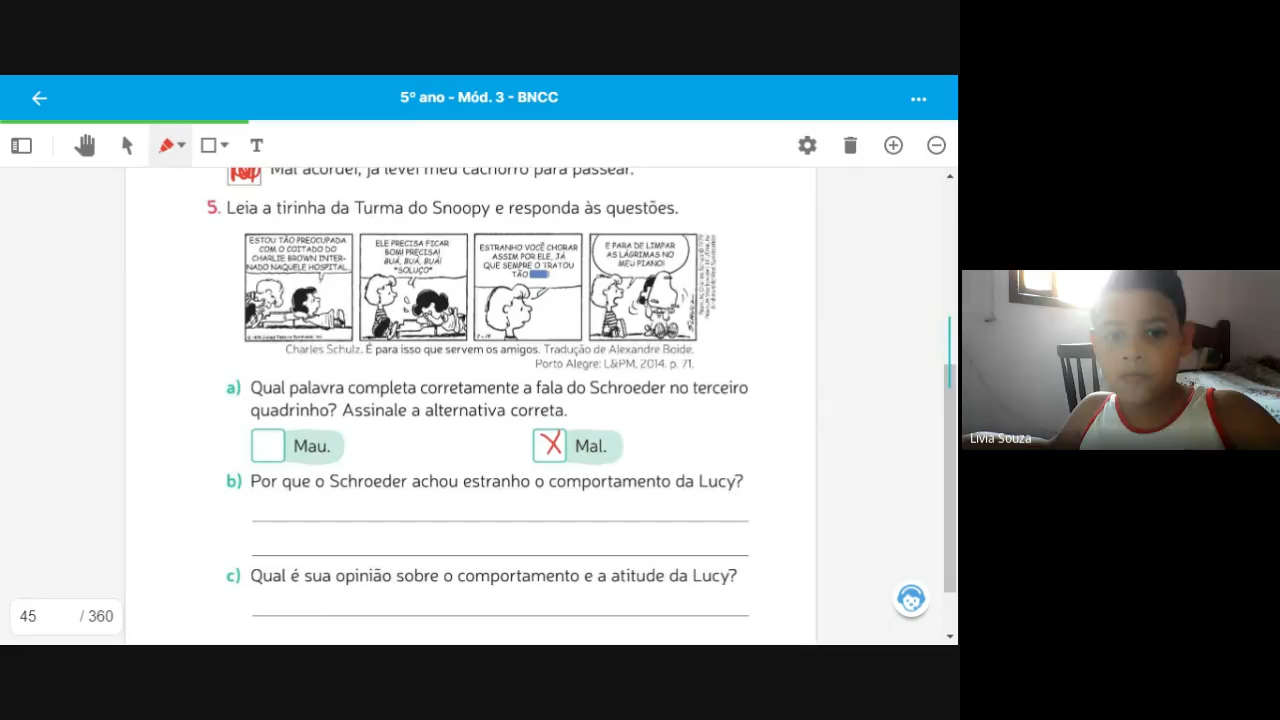 5º ano - Mód. 3 - BNCC
T
Mal acordei, já levei meu cachorro para passear.
5. Leia a tirinha da Turma do Snoopy e responda às questões.
ESTOU TÃO PREOCUPADA
COM O COITADO DO
CHARLIE BROWN INTER-
NADO NAQUELE HOSPITAL.
ELE PRECISA FICAR
BOM! PRECISA!
BUÁ, BUÁ, BUÁ!
*SOLUÇO*
ESTRANHO VOCÊ CHORAR
ASSIM POR ELE, JÁ
QUE SEMPRE O TRATOU
TÃO
E PARA DE LIMPAR
AS LÁGRIMAS NO
MEU PIANO!
Charles Schulz. É para isso que servem os amigos. Tradução de Alexandre Boide.
Porto Alegre: L&PM, 2014. p. 71.
a) Qual palavra completa corretamente a fala do Schroeder no terceiro
quadrinho? Assinale a alternativa correta.
Mau.
X Mal.
b) Por que o Schroeder achou estranho o comportamento da Lucy?
c) Qual é sua opinião sobre o comportamento e a atitude da Lucy?
45 / 360
Livia Souza